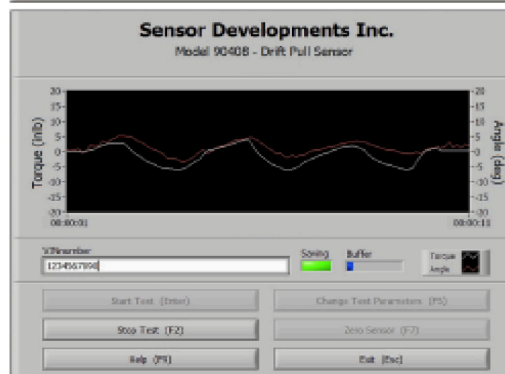 Sensor Developments Inc.
Model 90408 - Drift Pull Sensor
20 20
15 15
10 10
5 5
0 0
-5 -5
-10 -10
-15 -15
-20 -20
Torque (inlb)
Angle (deg)
00:00:01 00:00:11
VINnumber Saving Buffer
1234567890
Torque
Angle
Start Test (Enter) Change Test Parameters (F5)
Stop Test (F2) Zero Sensor (F7)
Help (F9) Exit (Esc)